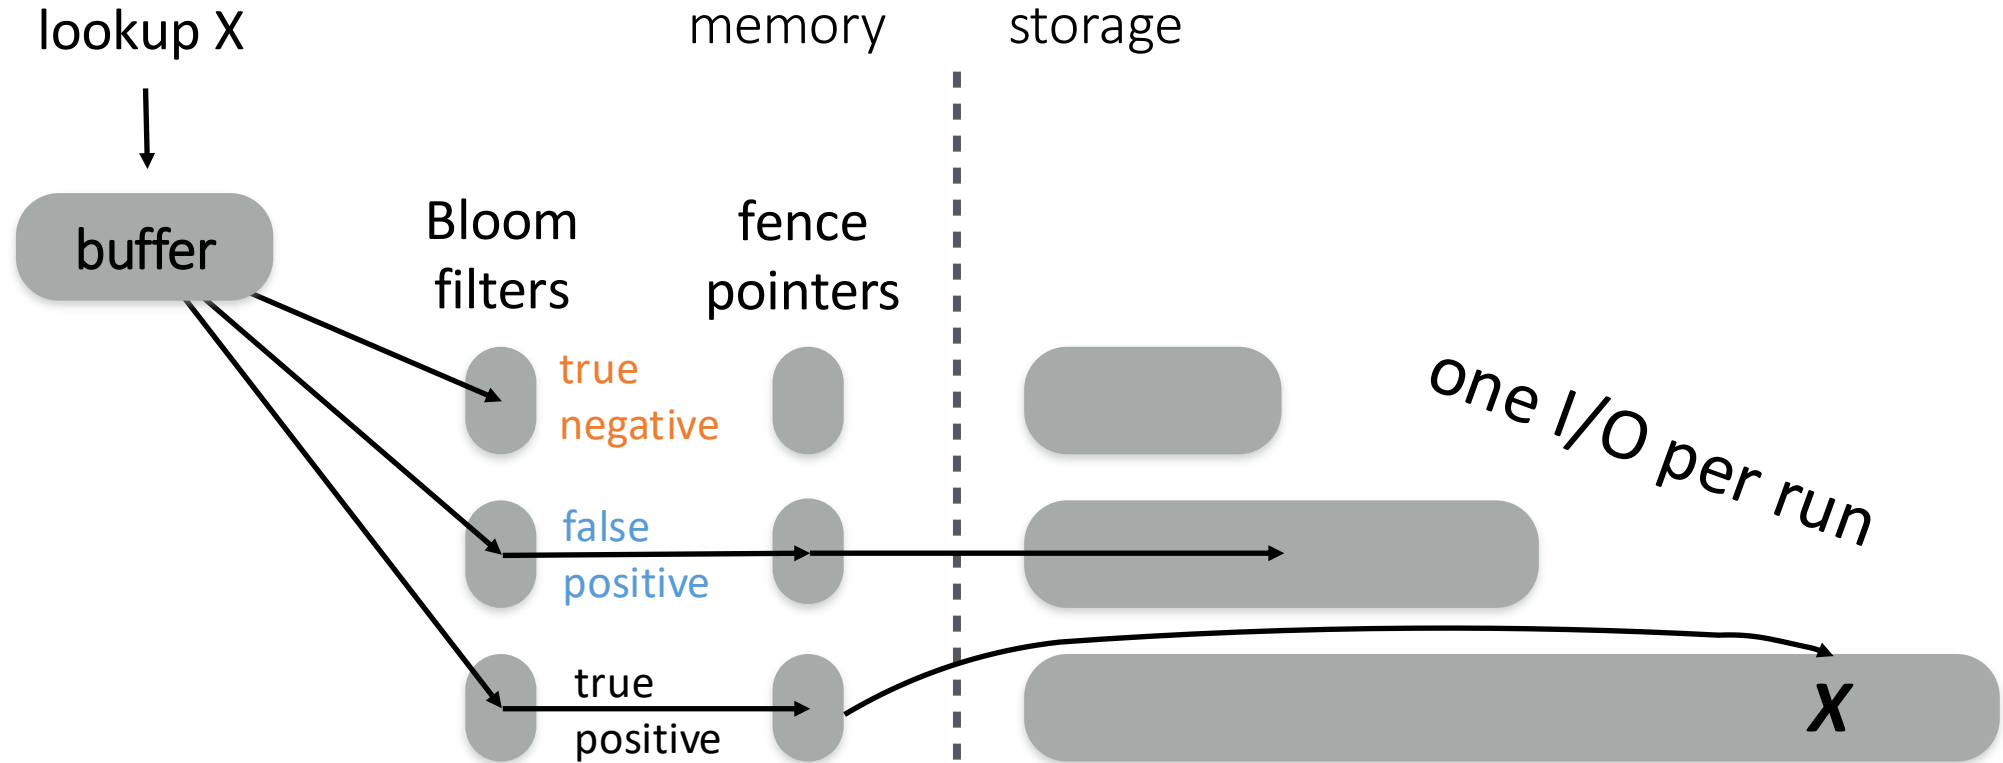 lookup X
memory
storage
buffer
Bloom
filters
fence
pointers
true
negative
one I/O per run
false
positive
true
positive
X